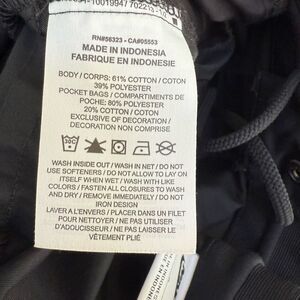 RN#56323 - CA#05553
MADE IN INDONESIA
FABRIQUE EN INDONESIE
BODY / CORPS: 61% COTTON / COTON
39% POLYESTER
POCKET BAGS / COMPARTIMENTS DE
POCHE: 80% POLYESTER
20% COTTON / COTON
EXCLUSIVE OF DECORATION /
DECORATION NON COMPRISE
WASH INSIDE OUT / WASH IN NET / DO NOT
USE SOFTENERS / DO NOT ALLOW TO LAY ON
ITSELF WHEN WET / WASH WITH LIKE
COLORS / FASTEN ALL CLOSURES TO WASH
AND DRY / REMOVE IMMEDIATELY / DO NOT
IRON DESIGN
LAVER A L'ENVERS / PLACER DANS UN FILET
POUR NETTOYER / NE PAS UTILISER
D'ADOUCISSEUR / NE PAS LAISSER LE
VÊTEMENT PLIÉ